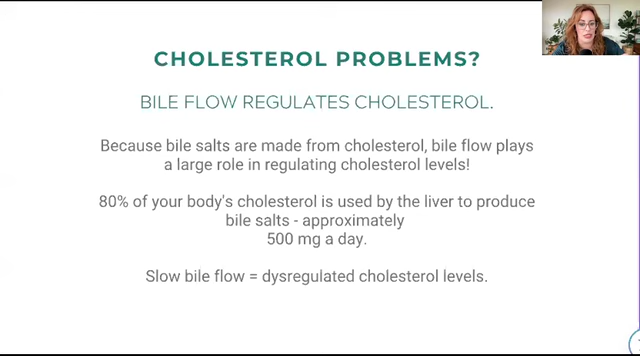 CHOLESTEROL PROBLEMS?
BILE FLOW REGULATES CHOLESTEROL.
Because bile salts are made from cholesterol, bile flow plays
a large role in regulating cholesterol levels!
80% of your body's cholesterol is used by the liver to produce
bile salts - approximately
500 mg a day.
Slow bile flow = dysregulated cholesterol levels.